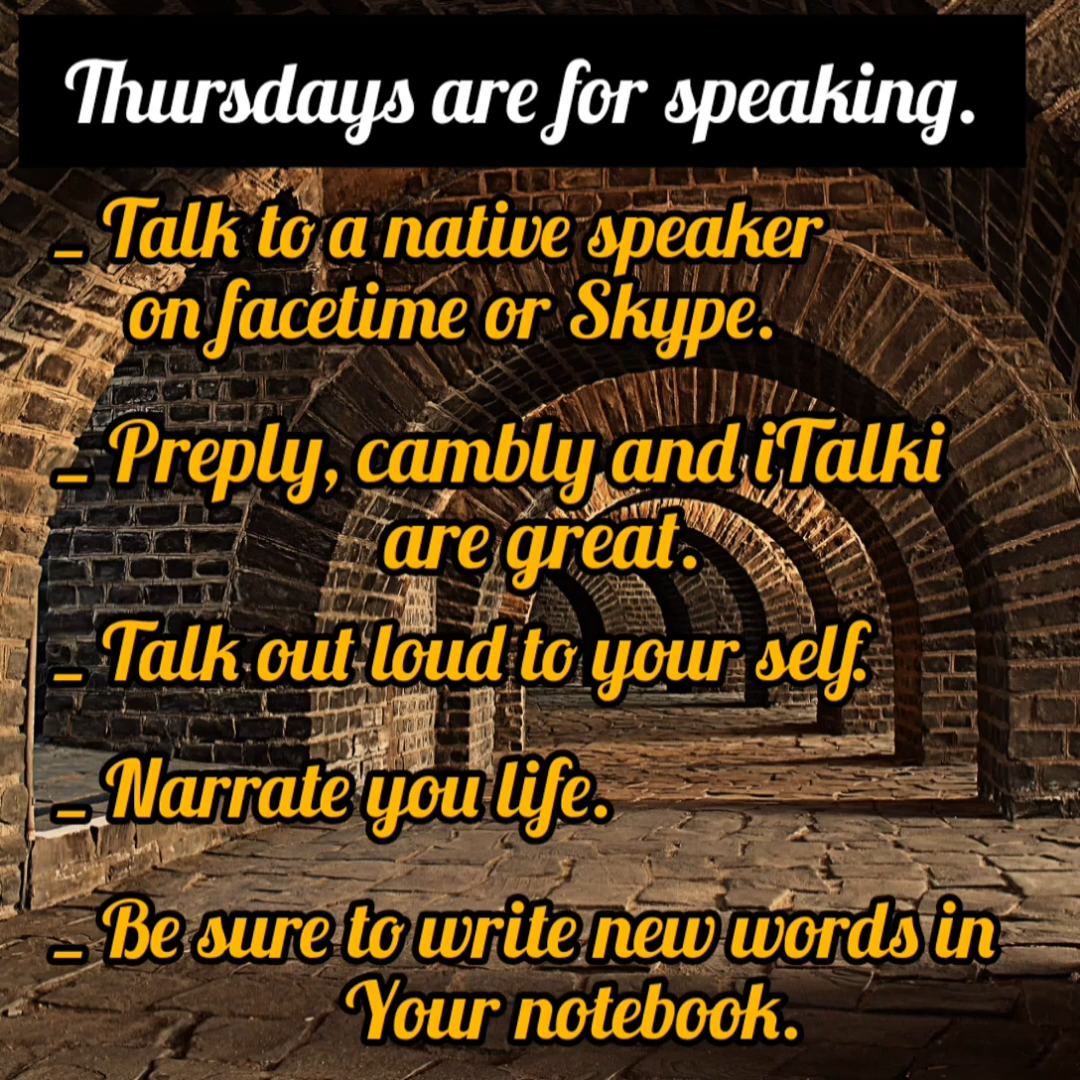 Thursdays are for speaking.
_ Talk to a native speaker
on facetime or Skype.
_ Preply, cambly and iTalki
are great.
_ Talk out loud to your self.
_ Narrate you life.
_ Be sure to write new words in
Your notebook.